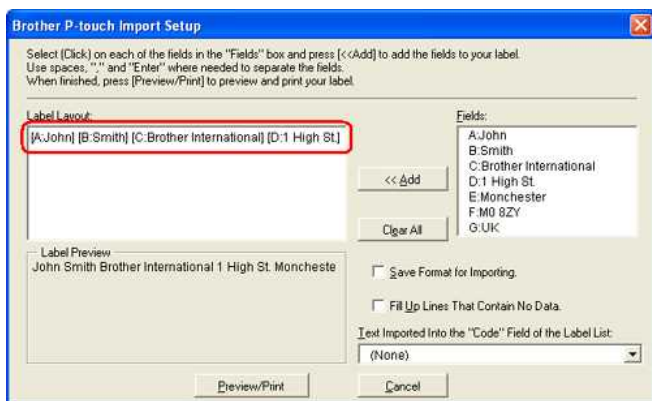 Brother P-touch Import Setup
Select (Click) on each of the fields in the "Fields" box and press [<<Add] to add the fields to your label.
Use spaces, "," and "Enter" where needed to separate the fields.
When finished, press [Preview/Print] to preview and print your label.
Label Layout:
[A:John] [B:Smith] [C:Brother International] [D:1 High St.]
Fields:
A:John
B:Smith
C:Brother International
D:1 High St.
E:Monchester
F:M0 8ZY
G:UK
<< Add
Clear All
Label Preview
John Smith Brother International 1 High St. Moncheste
Save Format for Importing.
Fill Up Lines That Contain No Data.
Text Imported Into the "Code" Field of the Label List:
(None)
Preview/Print
Cancel